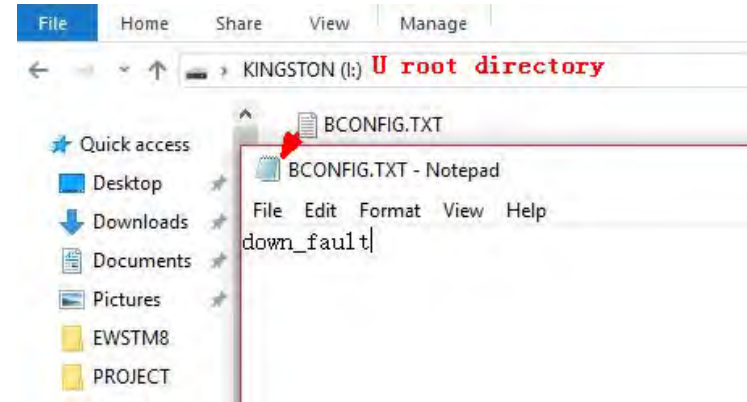 File Home Share View Manage
KINGSTON (I:) U root directory
BCONFIG.TXT
Quick access
BCONFIG.TXT - Notepad
Desktop
File Edit Format View Help
Downloads
down_fault
Documents
Pictures
EWSTM8
PROJECT